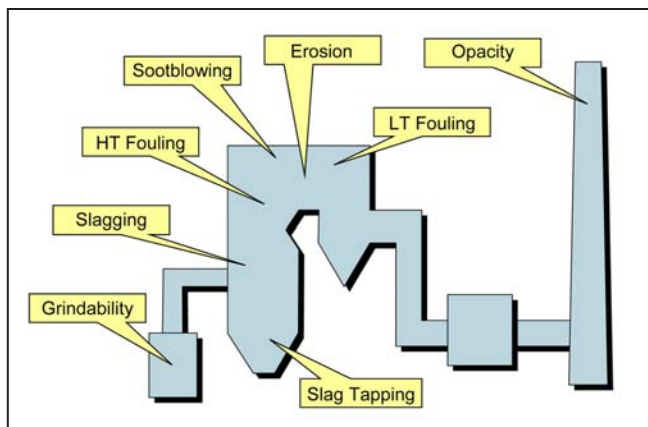 Erosion
Opacity
Sootblowing
LT Fouling
HT Fouling
Slagging
Grindability
Slag Tapping